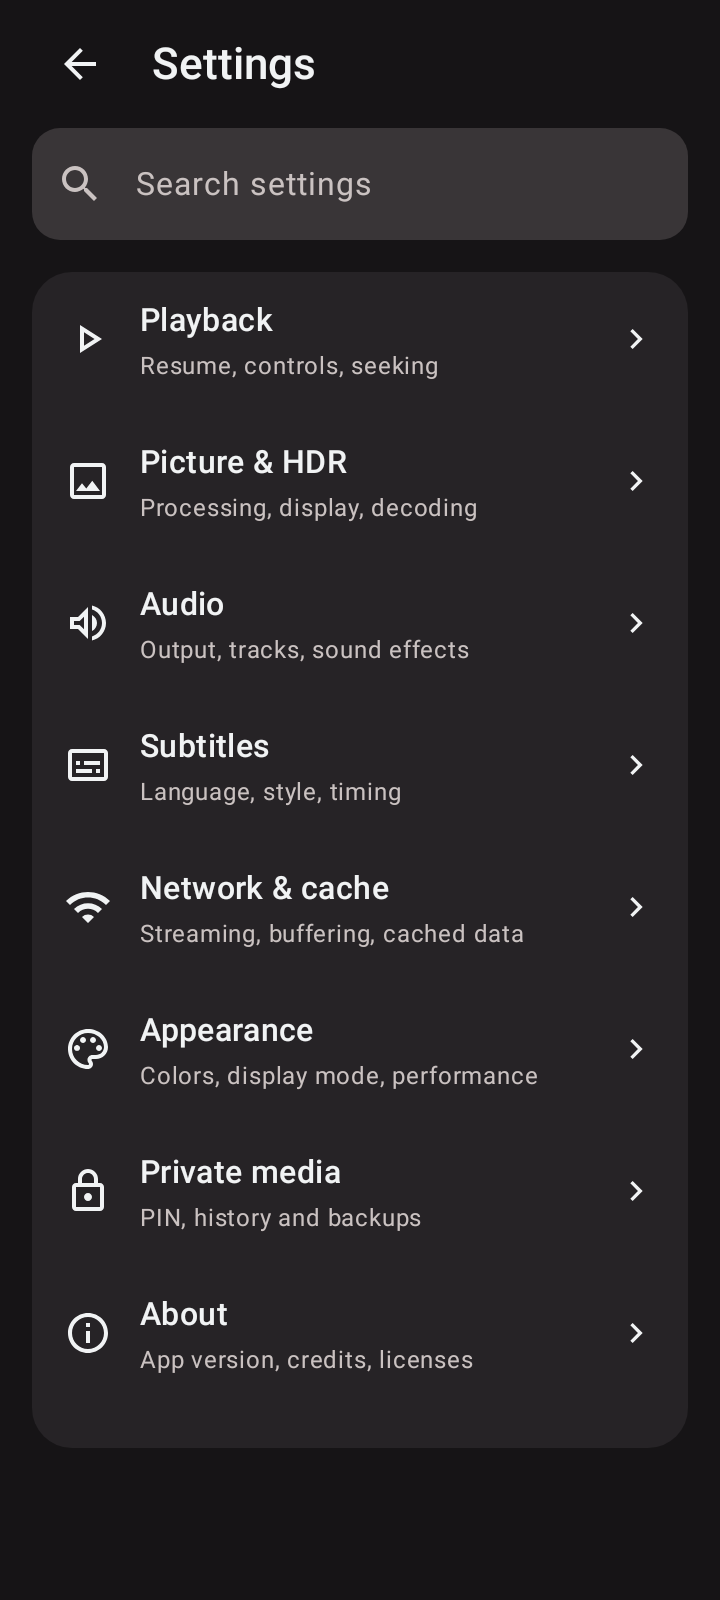 Settings
Search settings
Playback
Resume, controls, seeking
Picture & HDR
Processing, display, decoding
Audio
Output, tracks, sound effects
Subtitles
Language, style, timing
Network & cache
Streaming, buffering, cached data
Appearance
Colors, display mode, performance
Private media
PIN, history and backups
About
App version, credits, licenses